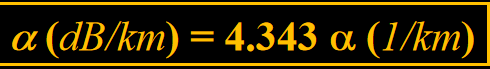 α (dB/km) = 4.343 α (1/km)